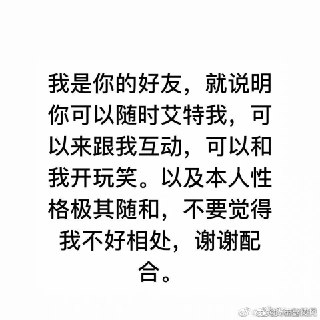 我是你的好友，就说明
你可以随时艾特我，可
以来跟我互动，可以和
我开玩笑。以及本人性
格极其随和，不要觉得
我不好相处，谢谢配
合。